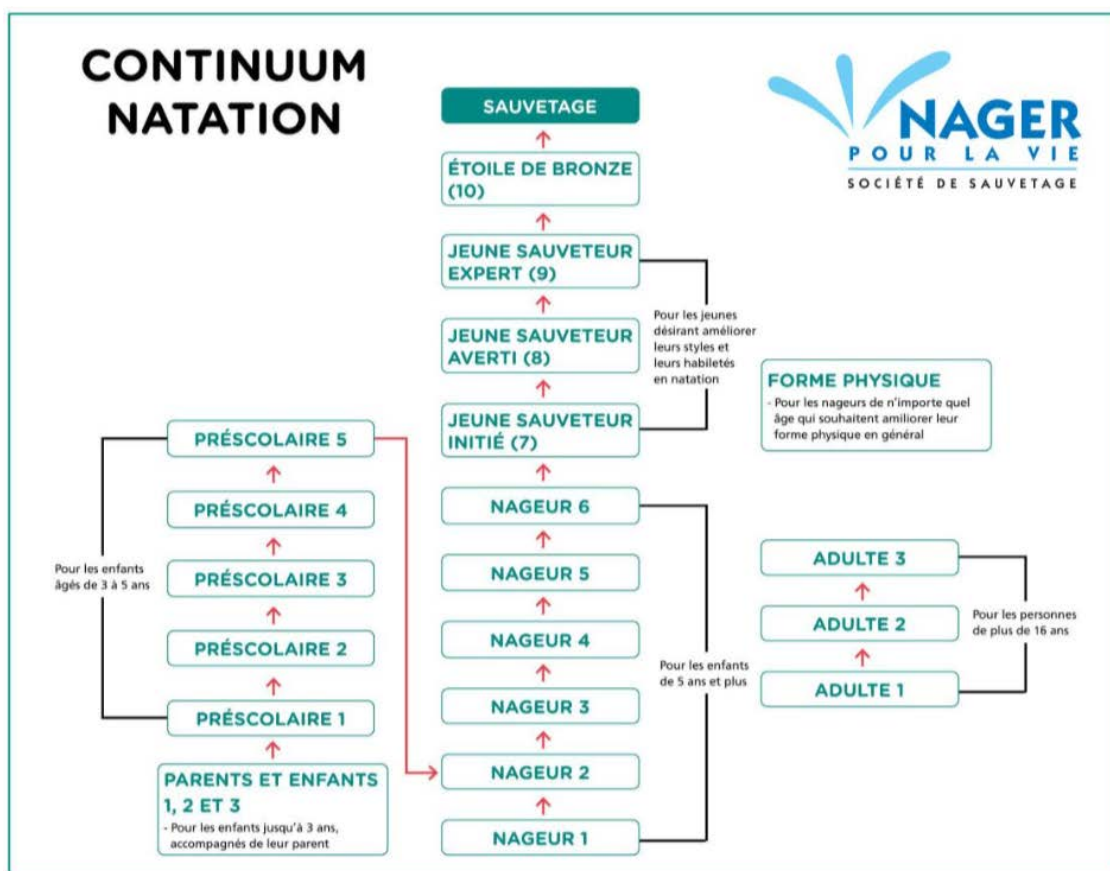 CONTINUUM
NATATION
NAGER
POUR LA VIE
SOCIÉTÉ DE SAUVETAGE
SAUVETAGE
ÉTOILE DE BRONZE
(10)
JEUNE SAUVETEUR
EXPERT (9)
JEUNE SAUVETEUR
AVERTI (8)
JEUNE SAUVETEUR
INITIÉ (7)
Pour les jeunes
désirant améliorer
leurs styles et
leurs habiletés
en natation
FORME PHYSIQUE
- Pour les nageurs de n'importe quel
âge qui souhaitent améliorer leur
forme physique en général
PRÉSCOLAIRE 5
PRÉSCOLAIRE 4
PRÉSCOLAIRE 3
PRÉSCOLAIRE 2
PRÉSCOLAIRE 1
Pour les enfants
âgés de 3 à 5 ans
PARENTS ET ENFANTS
1, 2 ET 3
- Pour les enfants jusqu'à 3 ans,
accompagnés de leur parent
NAGEUR 6
NAGEUR 5
NAGEUR 4
NAGEUR 3
NAGEUR 2
NAGEUR 1
Pour les enfants
de 5 ans et plus
ADULTE 3
ADULTE 2
ADULTE 1
Pour les personnes
de plus de 16 ans